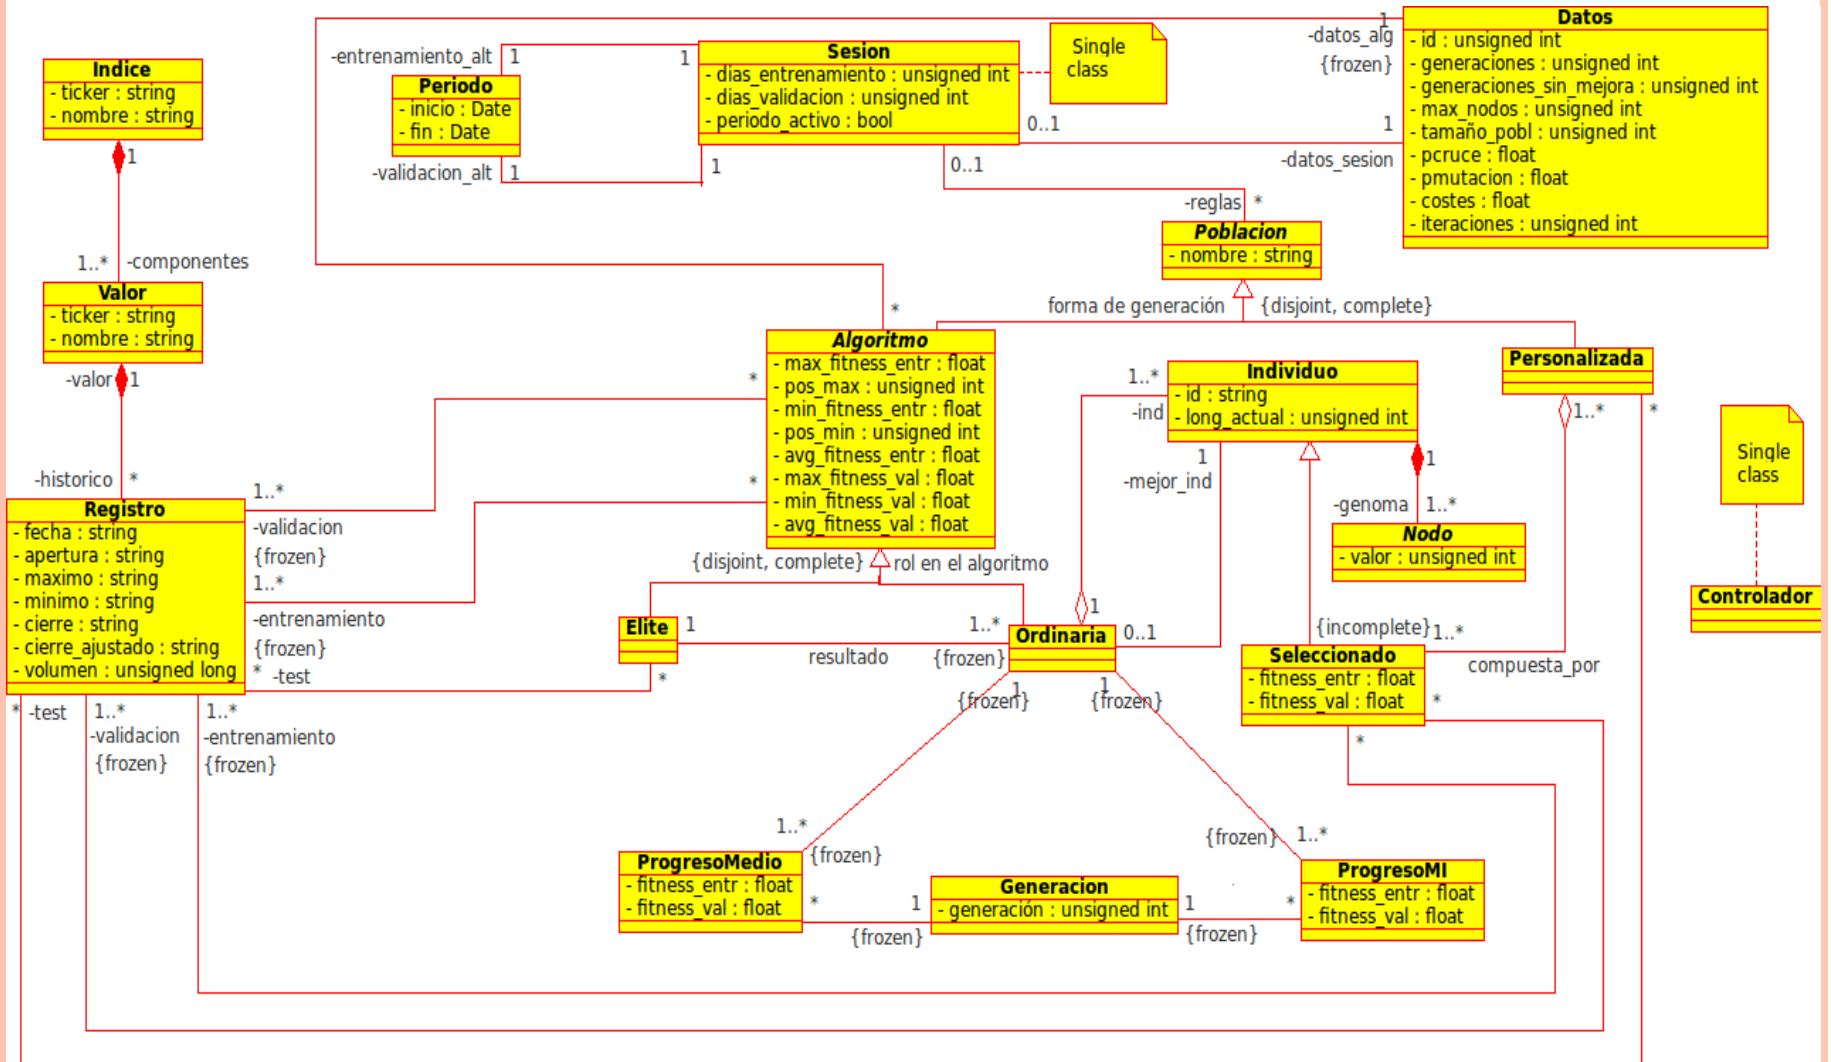 Indice
- ticker : string
- nombre : string
1
1..*
-componentes
Valor
- ticker : string
- nombre : string
-valor
1
-historico
*
Registro
- fecha : string
- apertura : string
- maximo : string
- minimo : string
- cierre : string
- cierre_ajustado : string
- volumen : unsigned long
1..*
-validacion
{frozen}
1..*
-entrenamiento
{frozen}
*
-test
*
-test
1..*
-validacion
{frozen}
1..*
-entrenamiento
{frozen}
-entrenamiento_alt
1
1
Periodo
- inicio : Date
- fin : Date
-validacion_alt
1
1
Sesion
- dias_entrenamiento : unsigned int
- dias_validacion : unsigned int
- periodo_activo : bool
Single
class
0..1
1
-datos_sesion
0..1
-reglas
*
1
-datos_alg
{frozen}
Datos
- id : unsigned int
- generaciones : unsigned int
- generaciones_sin_mejora : unsigned int
- max_nodos : unsigned int
- tamaño_pobl : unsigned int
- pcruce : float
- pmutacion : float
- costes : float
- iteraciones : unsigned int
Poblacion
- nombre : string
forma de generación
{disjoint, complete}
*
Algoritmo
- max_fitness_entr : float
- pos_max : unsigned int
- min_fitness_entr : float
- pos_min : unsigned int
- avg_fitness_entr : float
- max_fitness_val : float
- min_fitness_val : float
- avg_fitness_val : float
*
*
{disjoint, complete}
rol en el algoritmo
Elite
1
*
resultado
1..*
{frozen}
Ordinaria
1
0..1
1..*
-ind
Individuo
- id : string
- long_actual : unsigned int
1
-mejor_ind
1
-genoma
1..*
Nodo
- valor : unsigned int
Personalizada
1..*
*
Single
class
Controlador
{incomplete}
1..*
compuesta_por
Seleccionado
- fitness_entr : float
- fitness_val : float
*
*
1
{frozen}
1
{frozen}
1..*
{frozen}
{frozen}
1..*
ProgresoMedio
- fitness_entr : float
- fitness_val : float
*
1
{frozen}
Generacion
- generación : unsigned int
1
*
{frozen}
ProgresoMI
- fitness_entr : float
- fitness_val : float